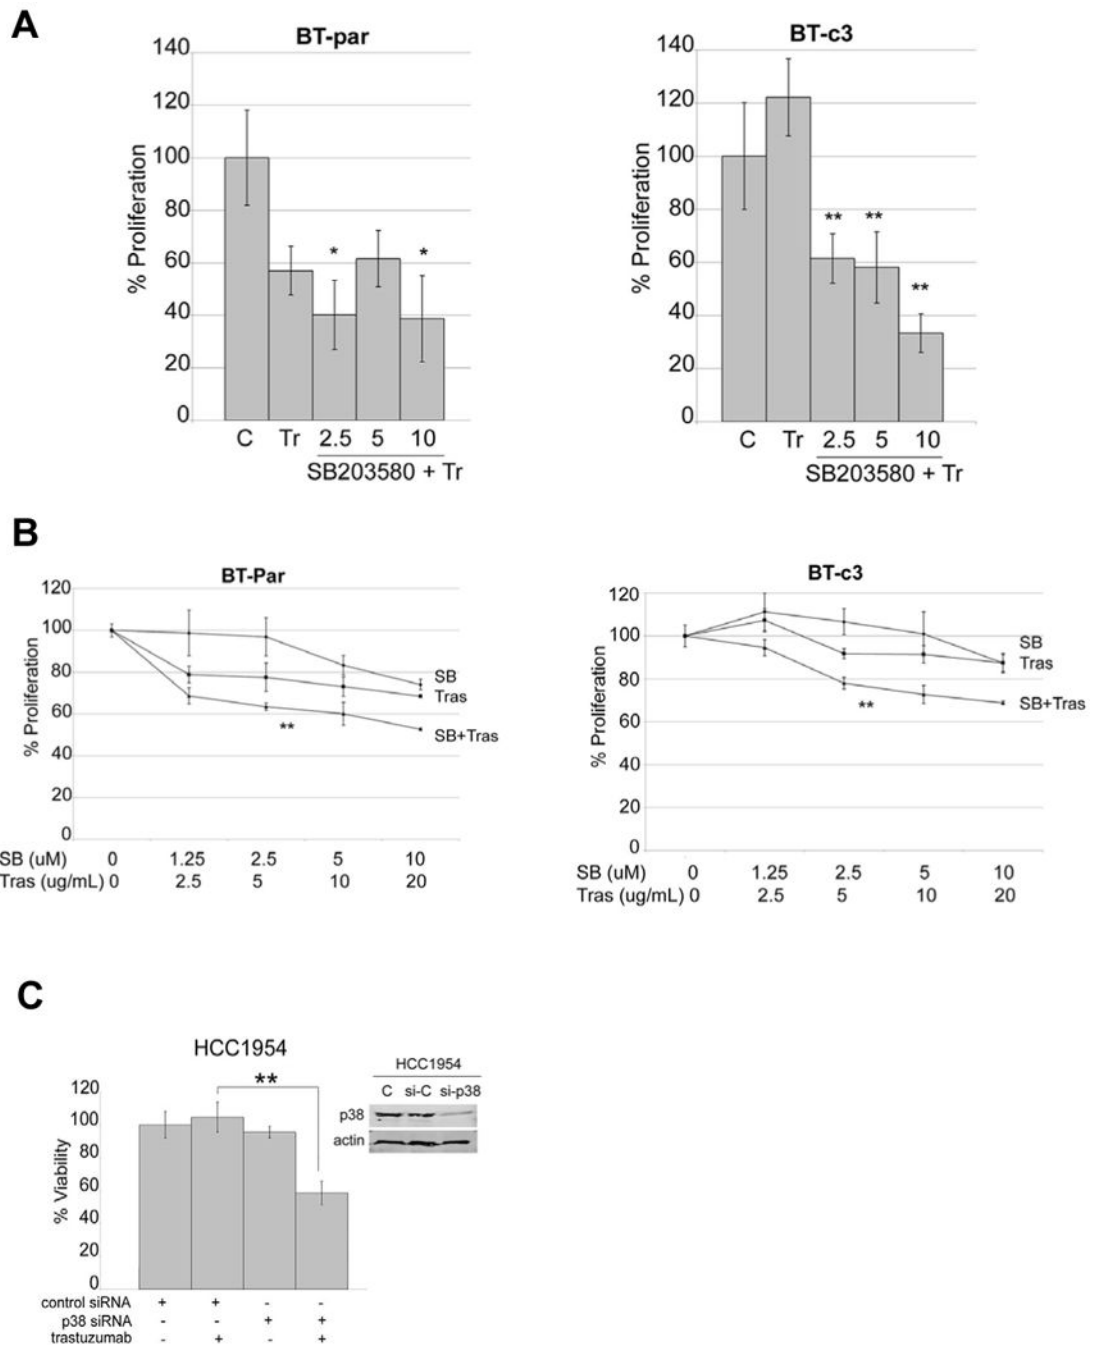 A
BT-par
140
120
100
80
60
40
20
0
% Proliferation
*
*
C Tr 2.5 5 10
SB203580 + Tr
BT-c3
140
120
100
80
60
40
20
0
% Proliferation
** **
**
C Tr 2.5 5 10
SB203580 + Tr
B
BT-Par
120
100
80
60
40
20
0
% Proliferation
SB
Tras
SB+Tras
**
SB (uM) 0 1.25 2.5 5 10
Tras (ug/mL) 0 2.5 5 10 20
BT-c3
120
100
80
60
40
20
0
% Proliferation
SB
Tras
SB+Tras
**
SB (uM) 0 1.25 2.5 5 10
Tras (ug/mL) 0 2.5 5 10 20
C
HCC1954
120
100
80
60
40
20
0
% Viability
**
control siRNA + + - -
p38 siRNA - - + +
trastuzumab - + - +
HCC1954
C si-C si-p38
p38
actin